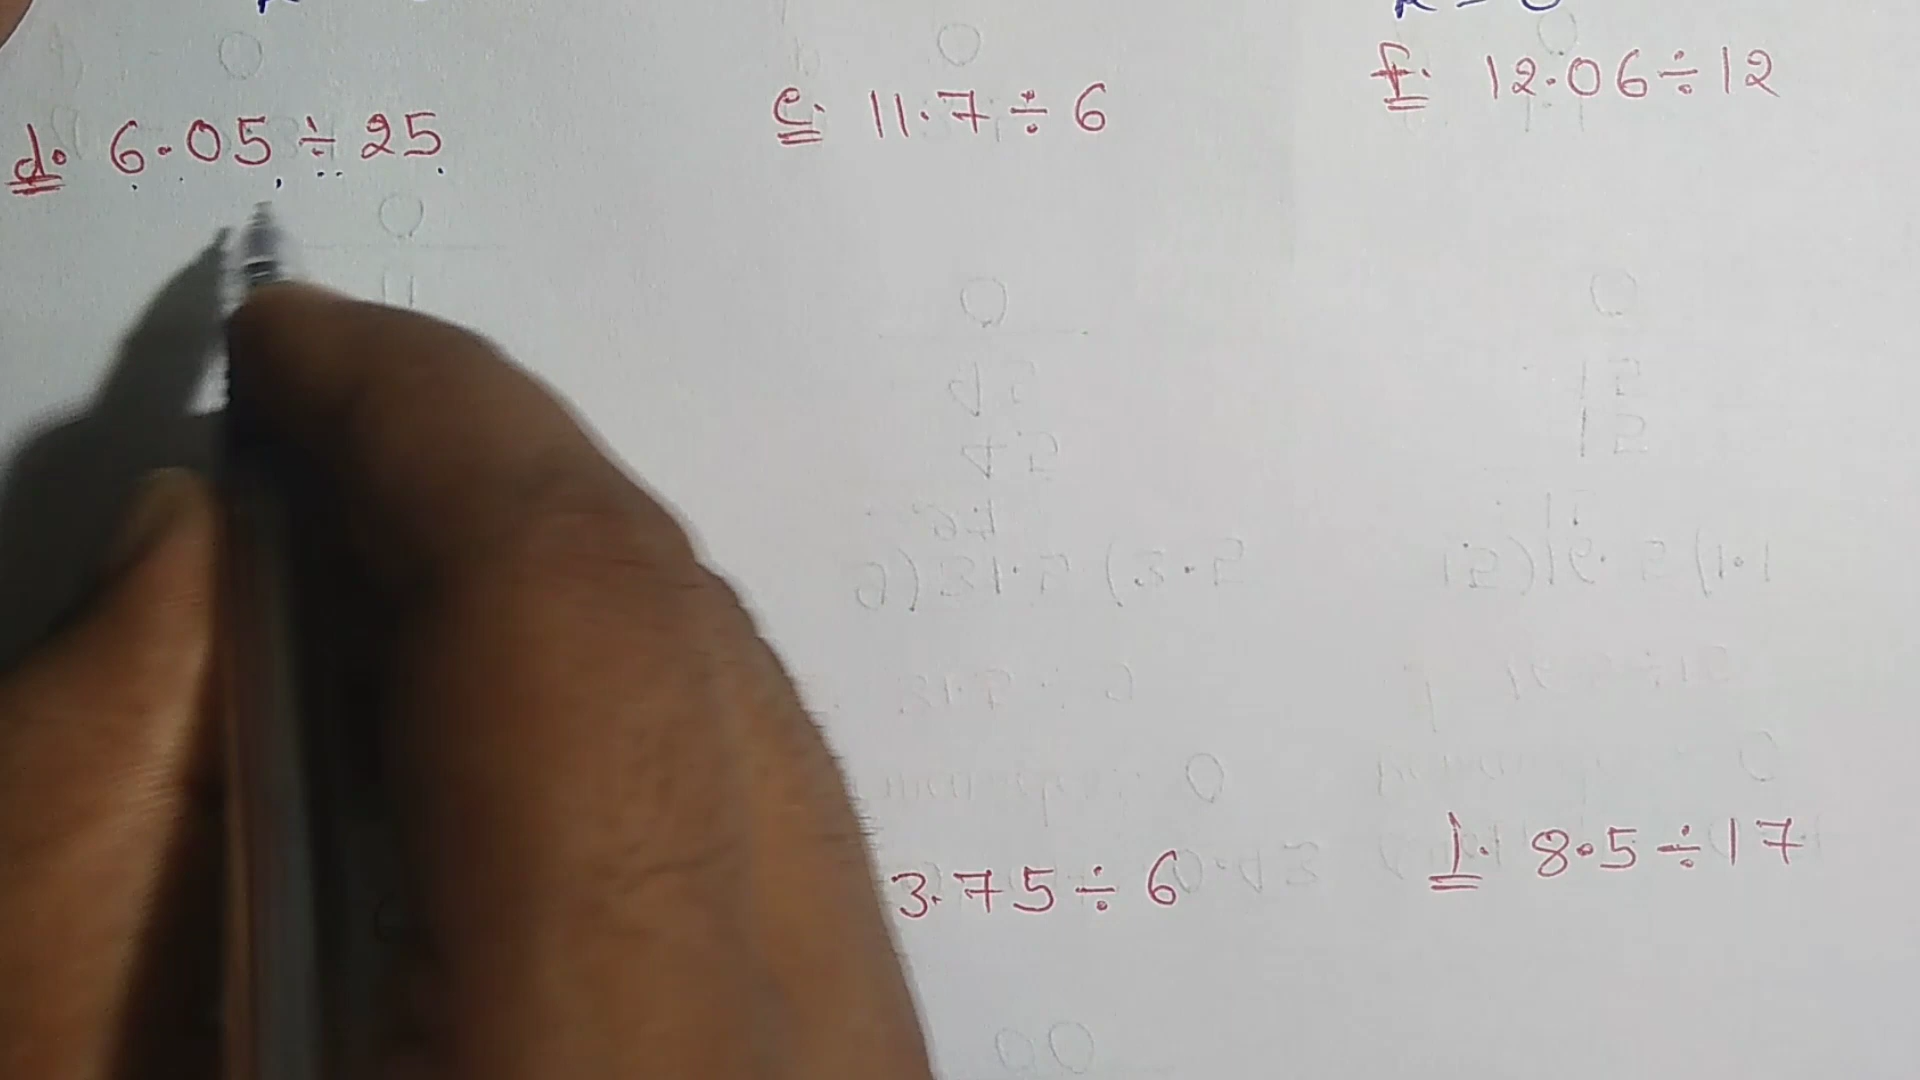 d. 6.05 ÷ 25
e. 11.7 ÷ 6
f. 12.06 ÷ 12
3.75 ÷ 6
8.5 ÷ 17